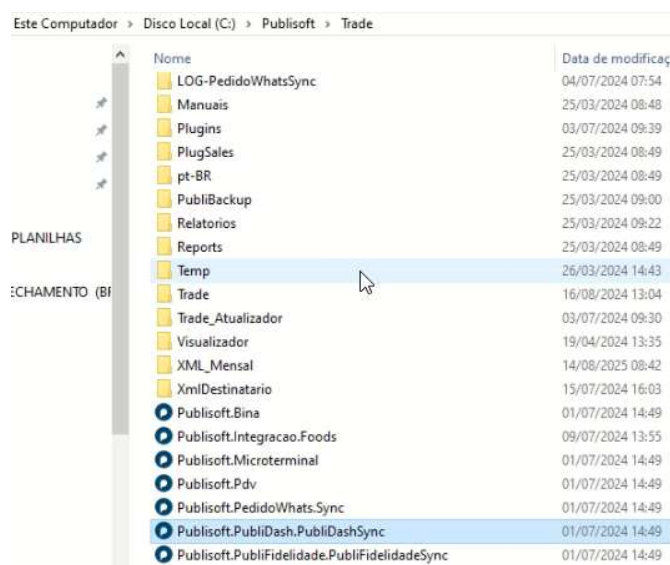 Este Computador > Disco Local (C:) > Publisoft > Trade
Nome Data de modificaç
LOG-PedidoWhatsSync 04/07/2024 07:54
Manuais 25/03/2024 08:48
Plugins 03/07/2024 09:39
PlugSales 25/03/2024 08:49
pt-BR 25/03/2024 08:49
PubliBackup 25/03/2024 09:00
Relatorios 25/03/2024 09:22
PLANILHAS
Reports 25/03/2024 08:49
Temp 26/03/2024 14:43
ECHAMENTO (BF
Trade 16/08/2024 13:04
Trade_Atualizador 03/07/2024 09:30
Visualizador 19/04/2024 13:35
XML_Mensal 14/08/2025 08:42
XmlDestinatario 15/07/2024 16:03
Publisoft.Bina 01/07/2024 14:49
Publisoft.Integracao.Foods 09/07/2024 13:55
Publisoft.Microterminal 01/07/2024 14:49
Publisoft.Pdv 01/07/2024 14:49
Publisoft.PedidoWhats.Sync 01/07/2024 14:49
Publisoft.PubliDash.PubliDashSync 01/07/2024 14:49
Publisoft.PubliFidelidade.PubliFidelidadeSync 01/07/2024 14:49